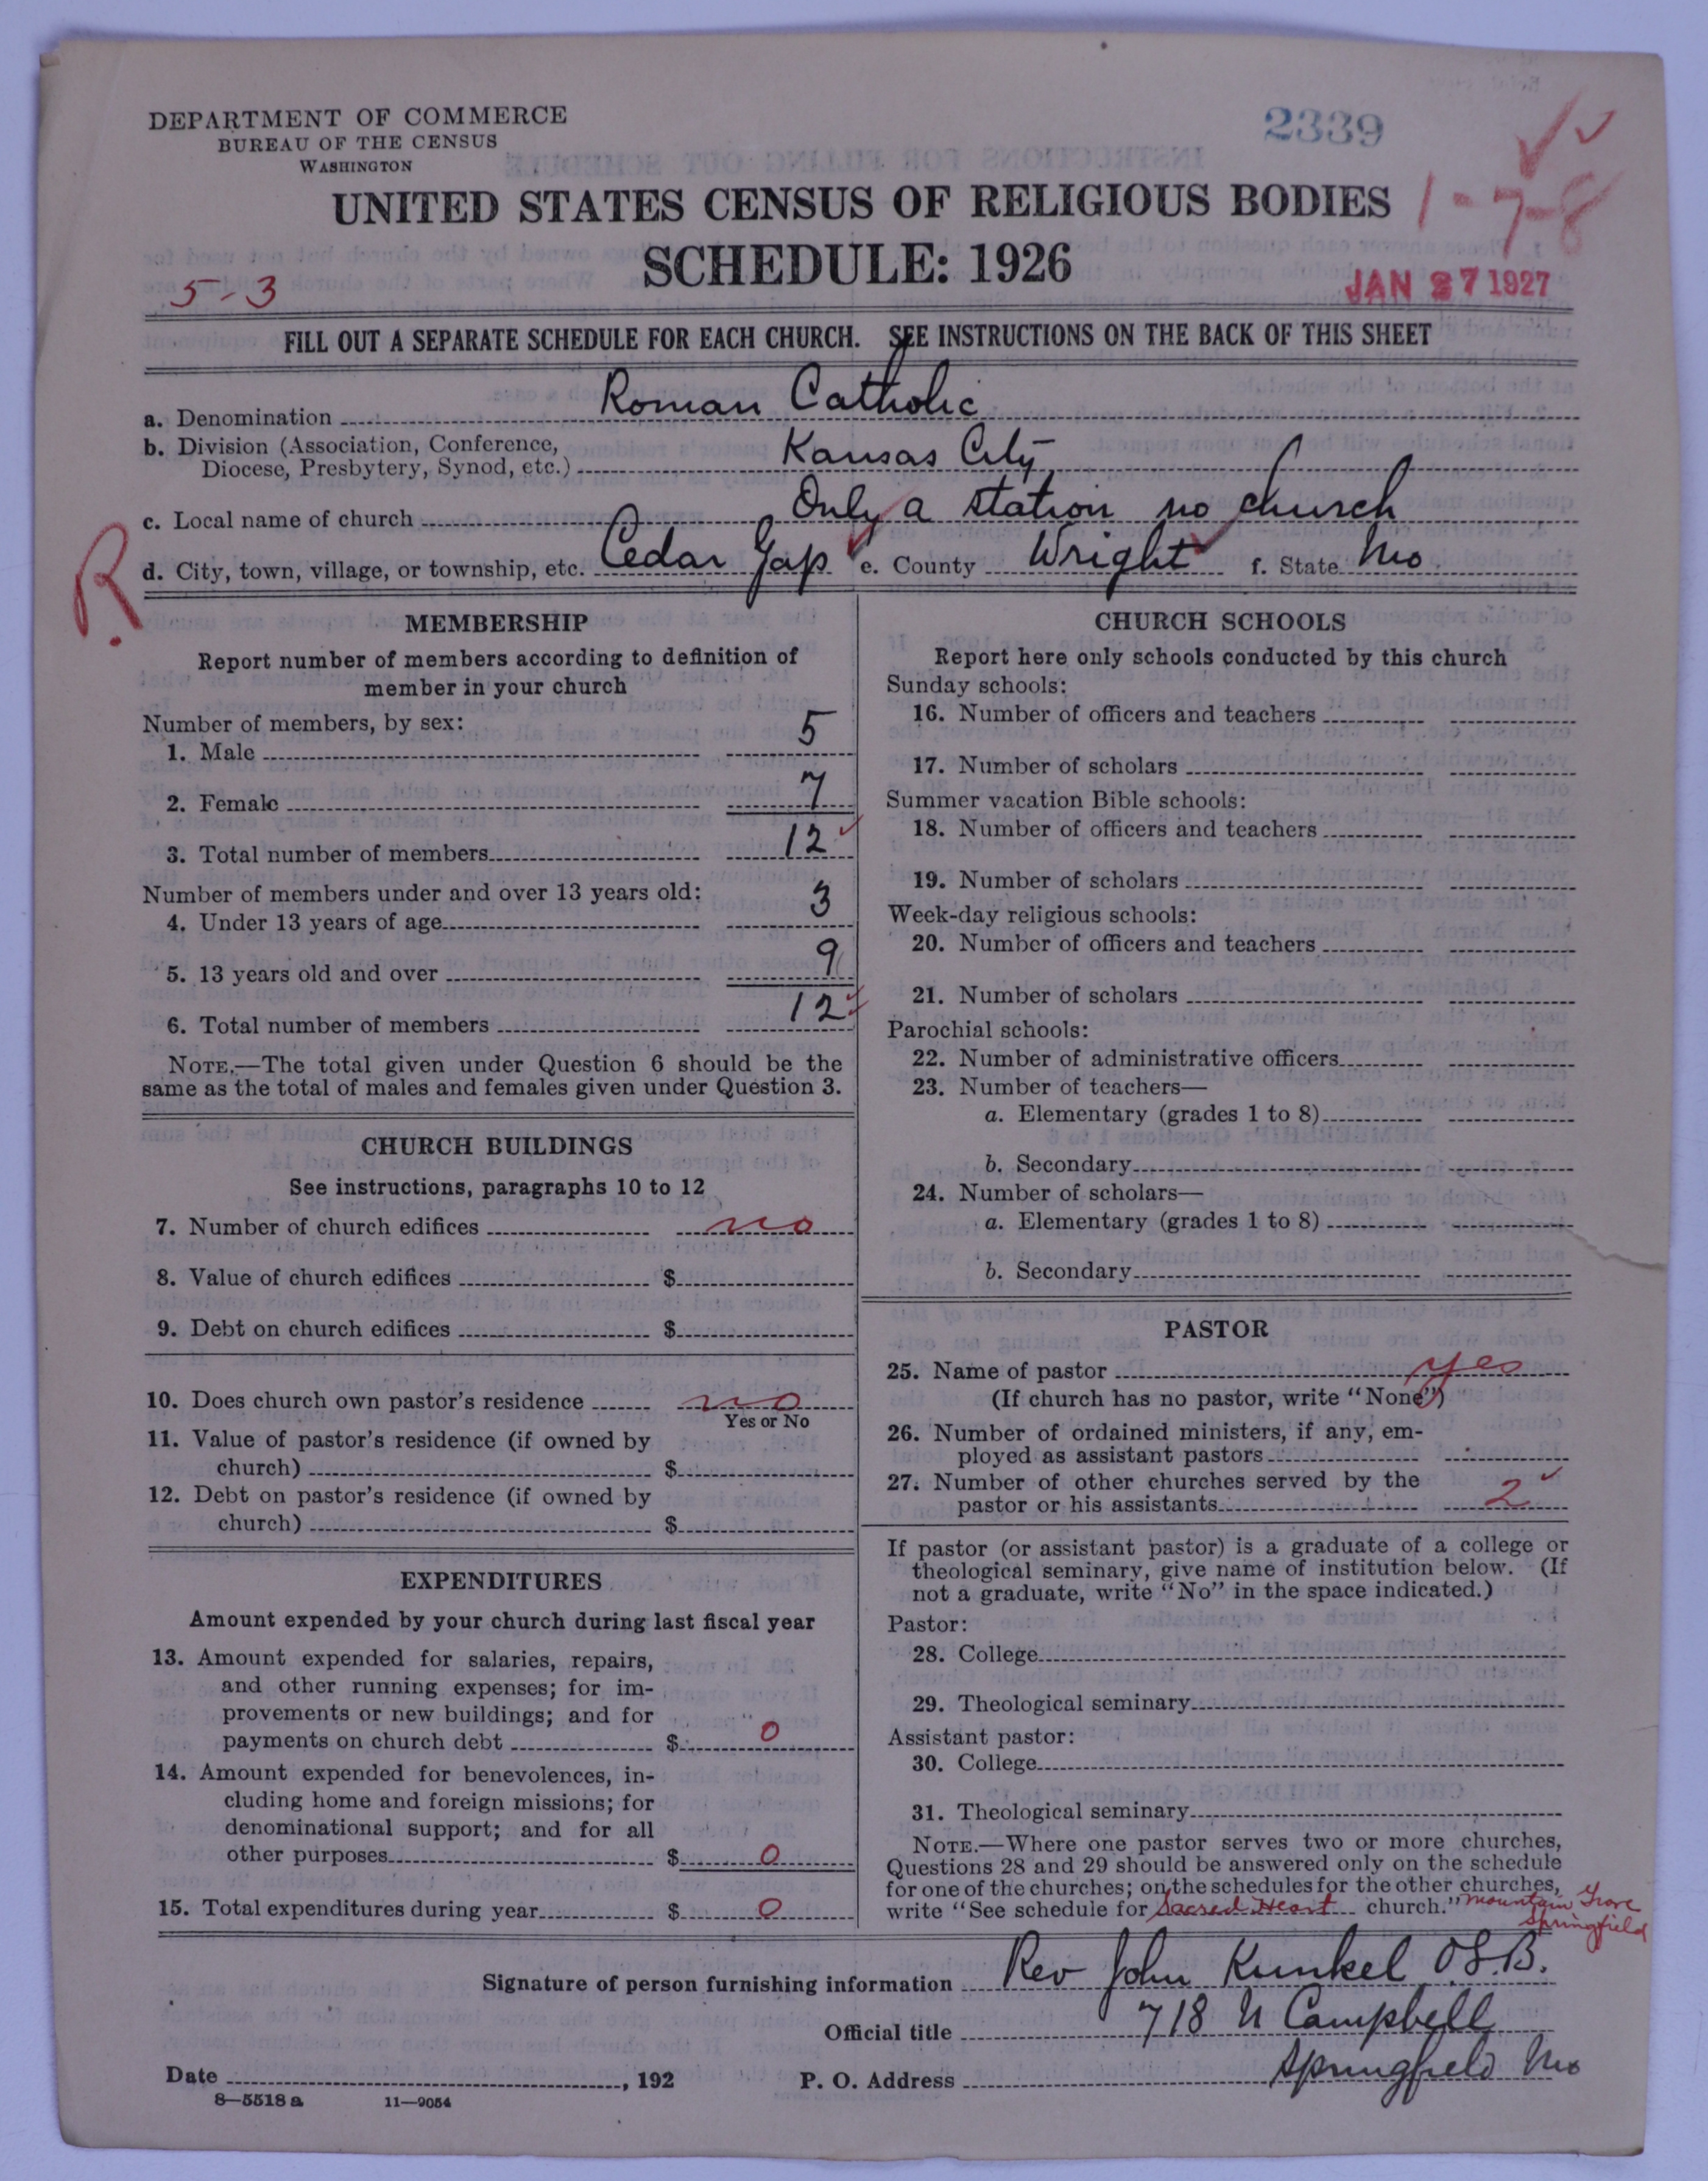 DEPARTMENT OF COMMERCE
BUREAU OF THE CENSUS
WASHINGTON
2339
UNITED STATES CENSUS OF RELIGIOUS BODIES
1-7-8
SCHEDULE: 1926
5-3
JAN 27 1927
FILL OUT A SEPARATE SCHEDULE FOR EACH CHURCH. SEE INSTRUCTIONS ON THE BACK OF THIS SHEET
a. Denomination Roman Catholic
b. Division (Association, Conference,
Diocese, Presbytery, Synod, etc.) Kansas City
c. Local name of church Only a station no church
d. City, town, village, or township, etc. Cedar Gap e. County Wright f. State Mo
R.
MEMBERSHIP
Report number of members according to definition of
member in your church
Number of members, by sex:
1. Male 5
2. Female 7
3. Total number of members 12
Number of members under and over 13 years old:
4. Under 13 years of age 3
5. 13 years old and over 9
6. Total number of members 12
NOTE.—The total given under Question 6 should be the
same as the total of males and females given under Question 3.
CHURCH BUILDINGS
See instructions, paragraphs 10 to 12
7. Number of church edifices no
8. Value of church edifices $
9. Debt on church edifices $
10. Does church own pastor's residence no
Yes or No
11. Value of pastor's residence (if owned by
church) $
12. Debt on pastor's residence (if owned by
church) $
EXPENDITURES
Amount expended by your church during last fiscal year
13. Amount expended for salaries, repairs,
and other running expenses; for im-
provements or new buildings; and for
payments on church debt $ 0
14. Amount expended for benevolences, in-
cluding home and foreign missions; for
denominational support; and for all
other purposes $ 0
15. Total expenditures during year $ 0
CHURCH SCHOOLS
Report here only schools conducted by this church
Sunday schools:
16. Number of officers and teachers
17. Number of scholars
Summer vacation Bible schools:
18. Number of officers and teachers
19. Number of scholars
Week-day religious schools:
20. Number of officers and teachers
21. Number of scholars
Parochial schools:
22. Number of administrative officers
23. Number of teachers—
a. Elementary (grades 1 to 8)
b. Secondary
24. Number of scholars—
a. Elementary (grades 1 to 8)
b. Secondary
PASTOR
25. Name of pastor yes
(If church has no pastor, write "None")
26. Number of ordained ministers, if any, em-
ployed as assistant pastors
27. Number of other churches served by the
pastor or his assistants 2
If pastor (or assistant pastor) is a graduate of a college or
theological seminary, give name of institution below. (If
not a graduate, write "No" in the space indicated.)
Pastor:
28. College
29. Theological seminary
Assistant pastor:
30. College
31. Theological seminary
NOTE.—Where one pastor serves two or more churches,
Questions 28 and 29 should be answered only on the schedule
for one of the churches; on the schedules for the other churches,
write "See schedule for Sacred Heart church." Mountain Grove
Springfield
Signature of person furnishing information Rev John Kunkel O.S.B.
Official title 718 N Campbell
Date , 192 P. O. Address Springfield Mo
8—5518 a 11—9054